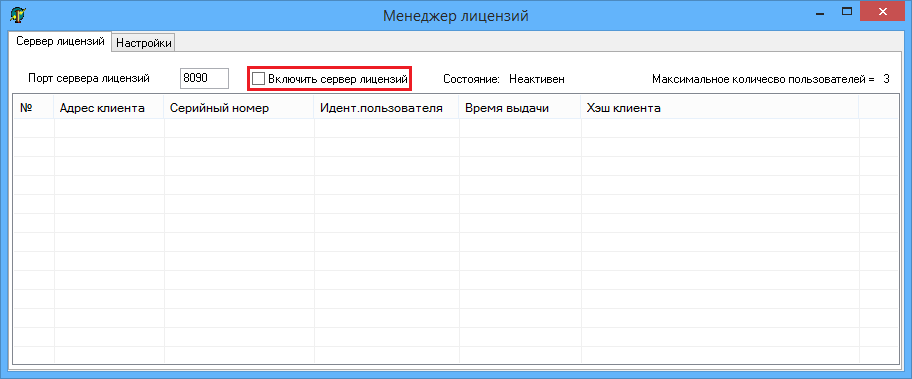 Менеджер лицензий
Сервер лицензий Настройки
Порт сервера лицензий 8090 Включить сервер лицензий Состояние: Неактивен Максимальное количесво пользователей = 3
№ Адрес клиента Серийный номер Идент.пользователя Время выдачи Хэш клиента